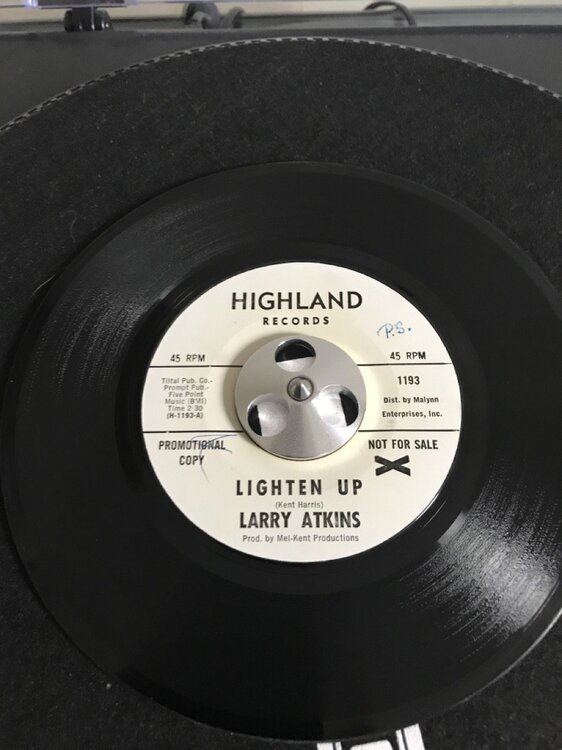 HIGHLAND
RECORDS
P.S.
45 RPM
45 RPM
Tiltal Pub. Co.-
Prompt Pub.-
Five Point
Music (BMI)
Time 2:30
(H-1193-A)
1193
Dist. by Malynn
Enterprises, Inc.
PROMOTIONAL
COPY
NOT FOR SALE
X
LIGHTEN UP
(Kent Harris)
LARRY ATKINS
Prod. by Mel-Kent Productions